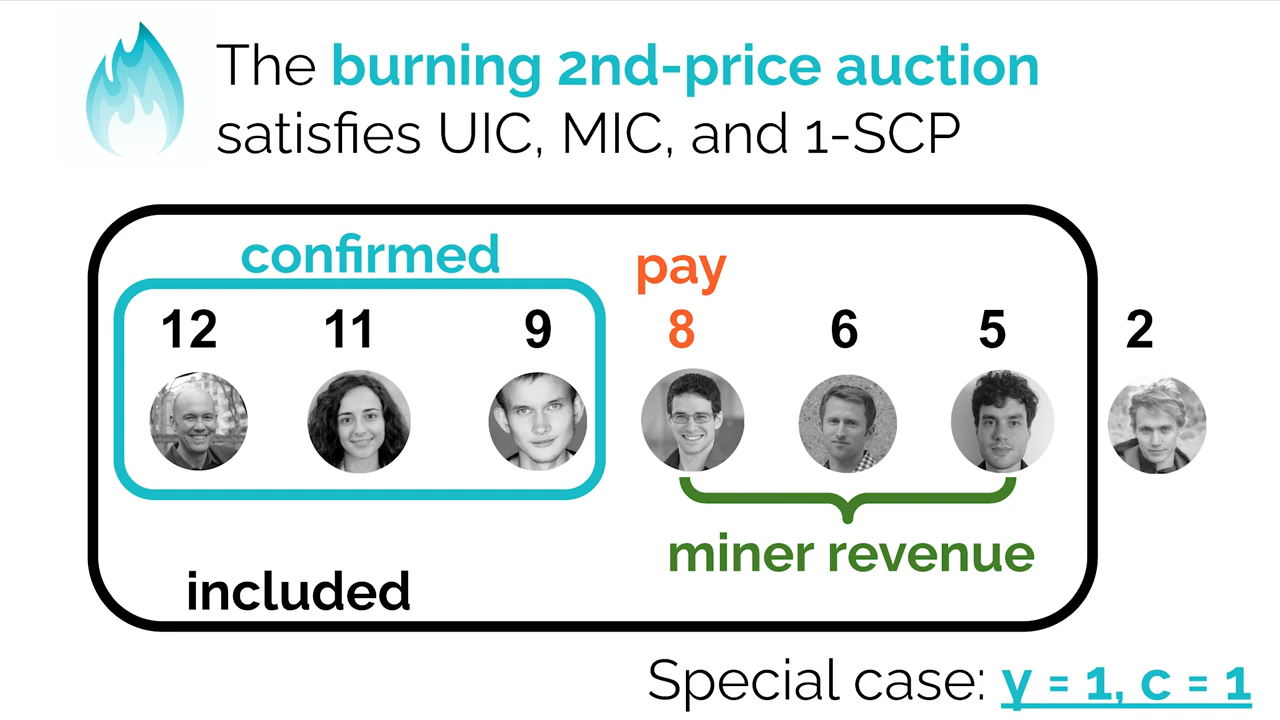 The burning 2nd-price auction
satisfies UIC, MIC, and 1-SCP
confirmed
pay
12 11 9 8 6 5 2
miner revenue
included
Special case: γ = 1, c = 1